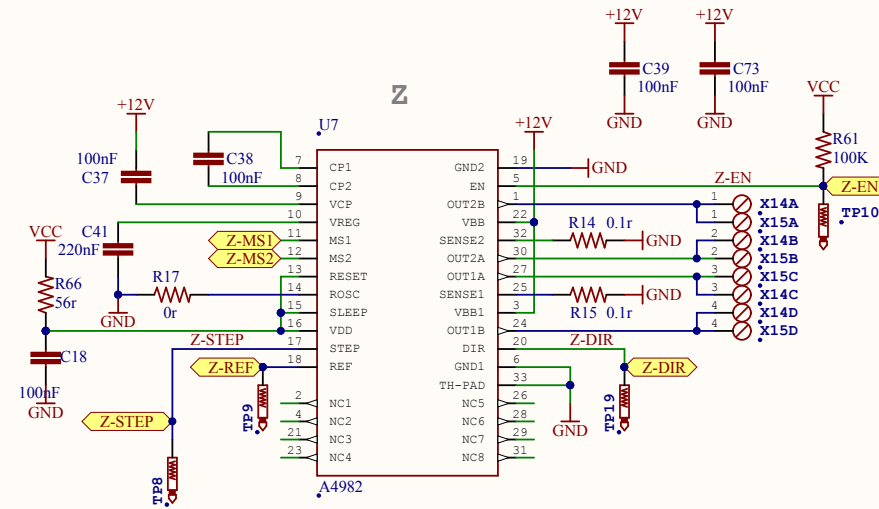 +12V
+12V
C39
100nF
C73
100nF
GND
GND
VCC
R61
100K
Z
+12V
+12V
U7
100nF
C37
C38
100nF
7 CP1
8 CP2
9 VCP
10 VREG
11 MS1
12 MS2
13 RESET
14 ROSC
15 SLEEP
16 VDD
17 STEP
18 REF
2 NC1
4 NC2
21 NC3
23 NC4
GND2 19
EN 5
OUT2B 1
VBB 22
SENSE2 32
OUT2A 30
OUT1A 27
SENSE1 25
VBB1 3
OUT1B 24
DIR 20
GND1 6
TH-PAD 33
NC5 26
NC6 28
NC7 29
NC8 31
A4982
C41
220nF
VCC
R66
56r
Z-MS1
Z-MS2
R17
0r
GND
Z-STEP
C18
100nF
GND
Z-REF
Z-STEP
TP9
TP8
GND
Z-EN
Z-EN
TP10
R14 0.1r
GND
R15 0.1r
GND
1 X14A
1 X15A
2 X14B
2 X15B
3 X15C
3 X14C
4 X14D
4 X15D
Z-DIR
Z-DIR
TP19
GND